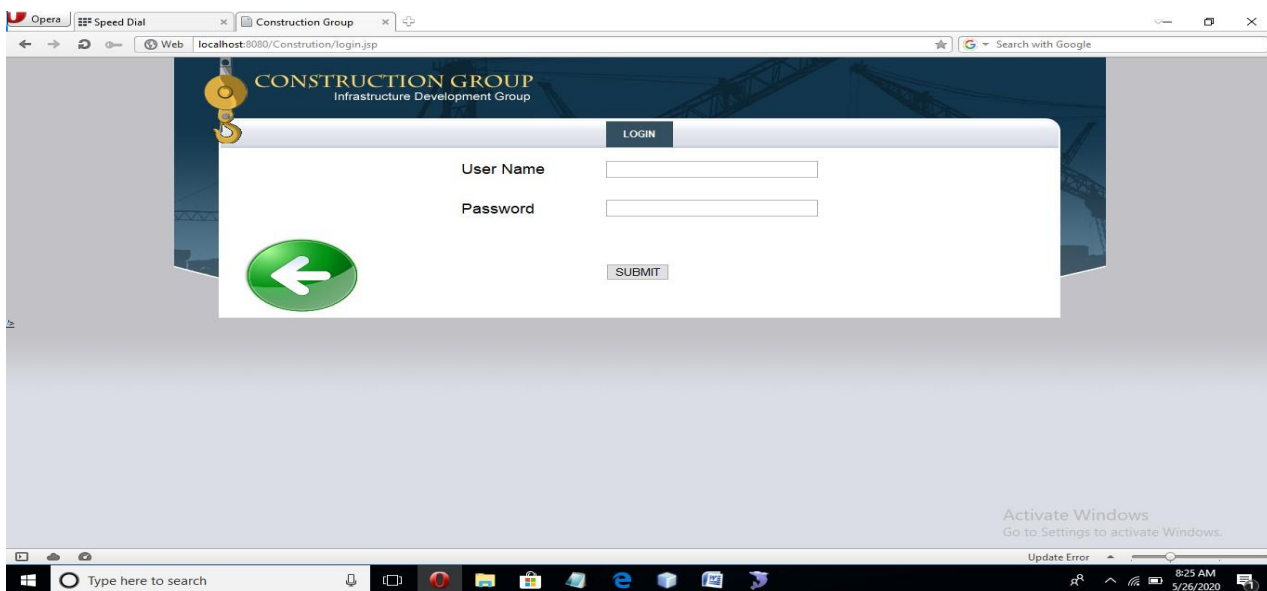 Opera
Speed Dial
Construction Group
Web
localhost:8080/Constrution/login.jsp
Search with Google
CONSTRUCTION GROUP
Infrastructure Development Group
LOGIN
User Name
Password
SUBMIT
Activate Windows
Go to Settings to activate Windows.
Update Error
Type here to search
8:25 AM
5/26/2020